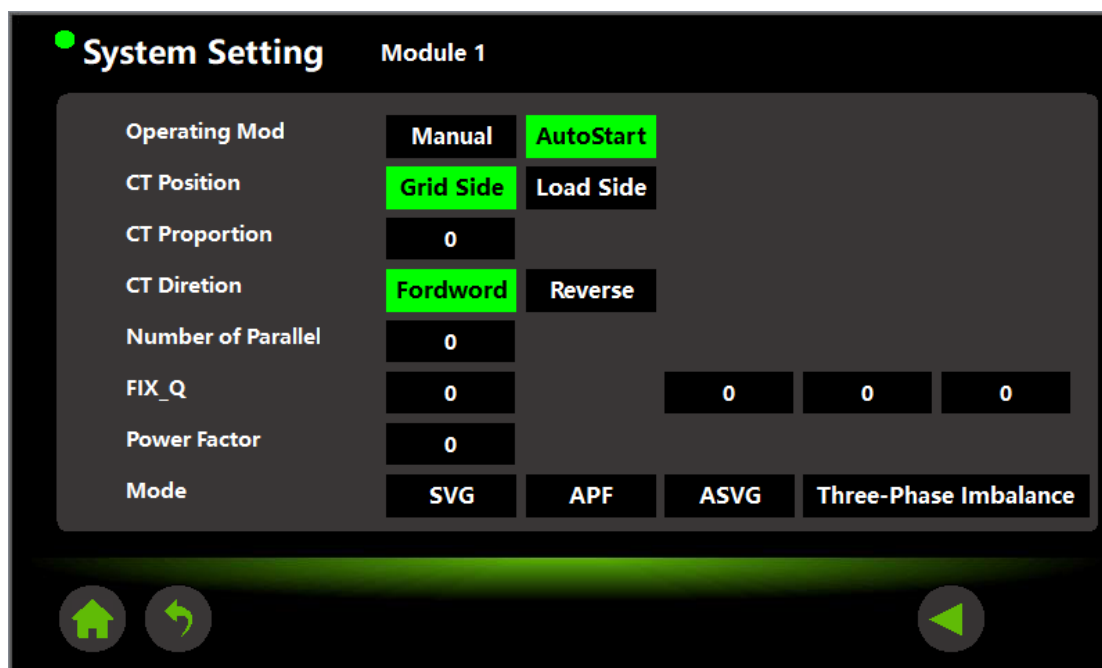 System Setting Module 1
Operating Mod Manual AutoStart
CT Position Grid Side Load Side
CT Proportion 0
CT Diretion Fordword Reverse
Number of Parallel 0
FIX_Q 0 0 0 0
Power Factor 0
Mode SVG APF ASVG Three-Phase Imbalance